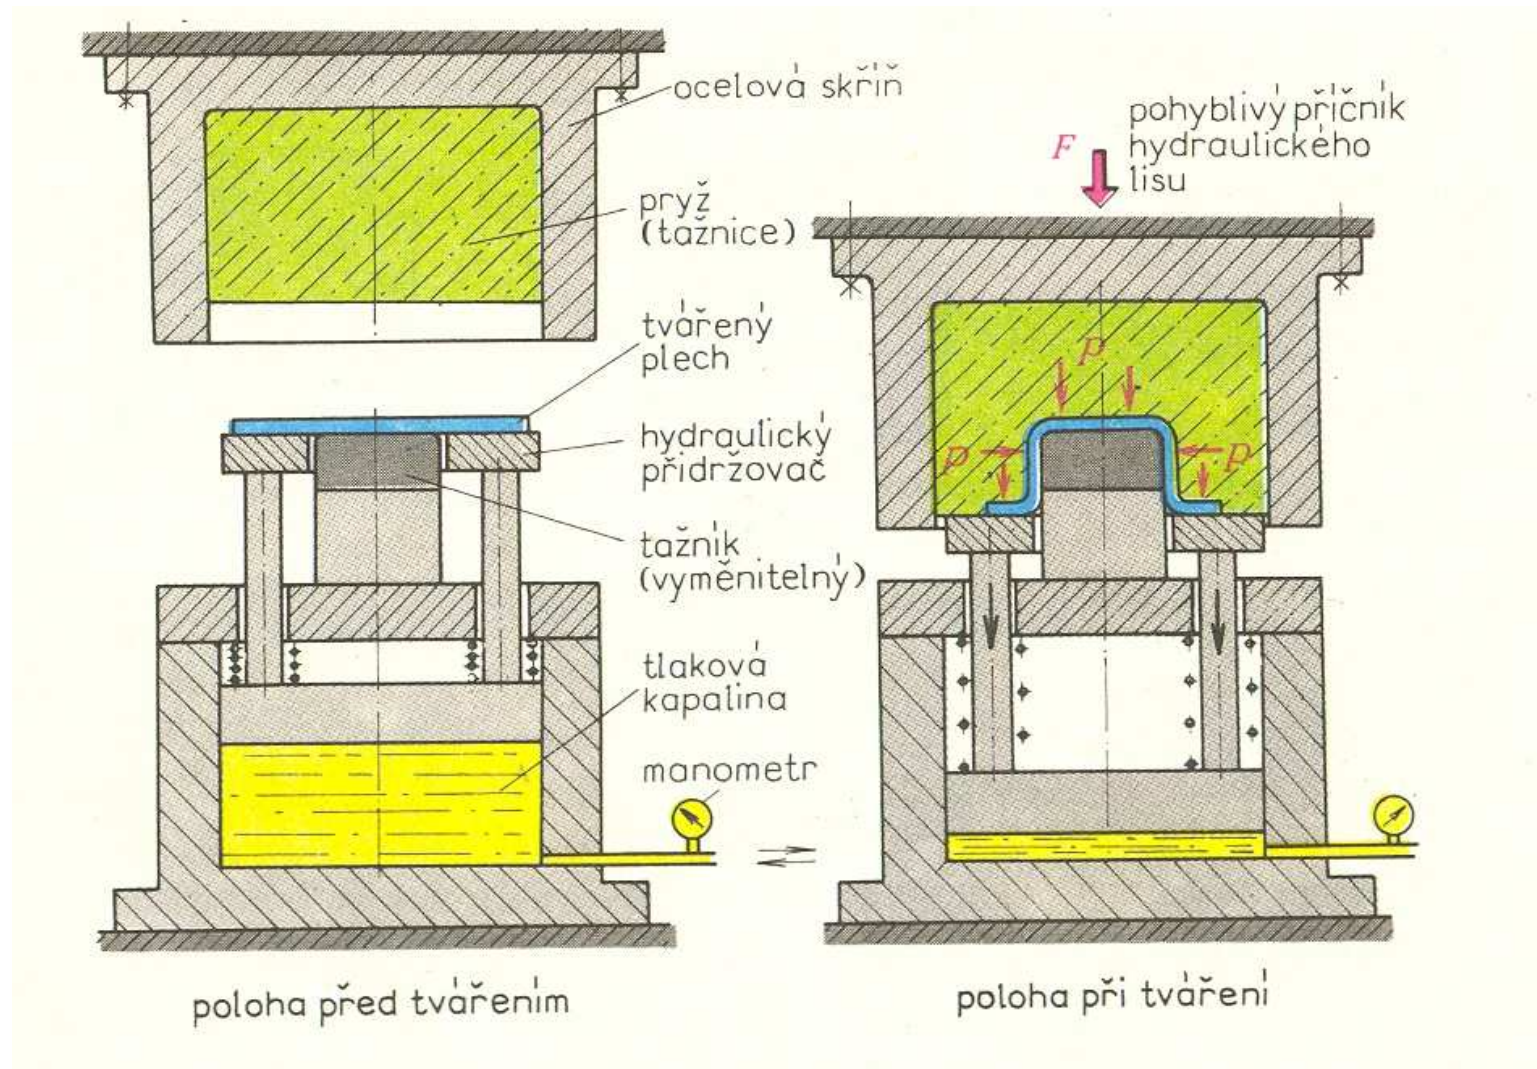 ocelová skříň
pryž
(tažnice)
tvářený
plech
hydraulický
přidržovač
tažník
(vyměnitelný)
tlaková
kapalina
manometr
poloha před tvářením
F
pohyblivý příčník
hydraulického
lisu
p
p
p
poloha při tváření